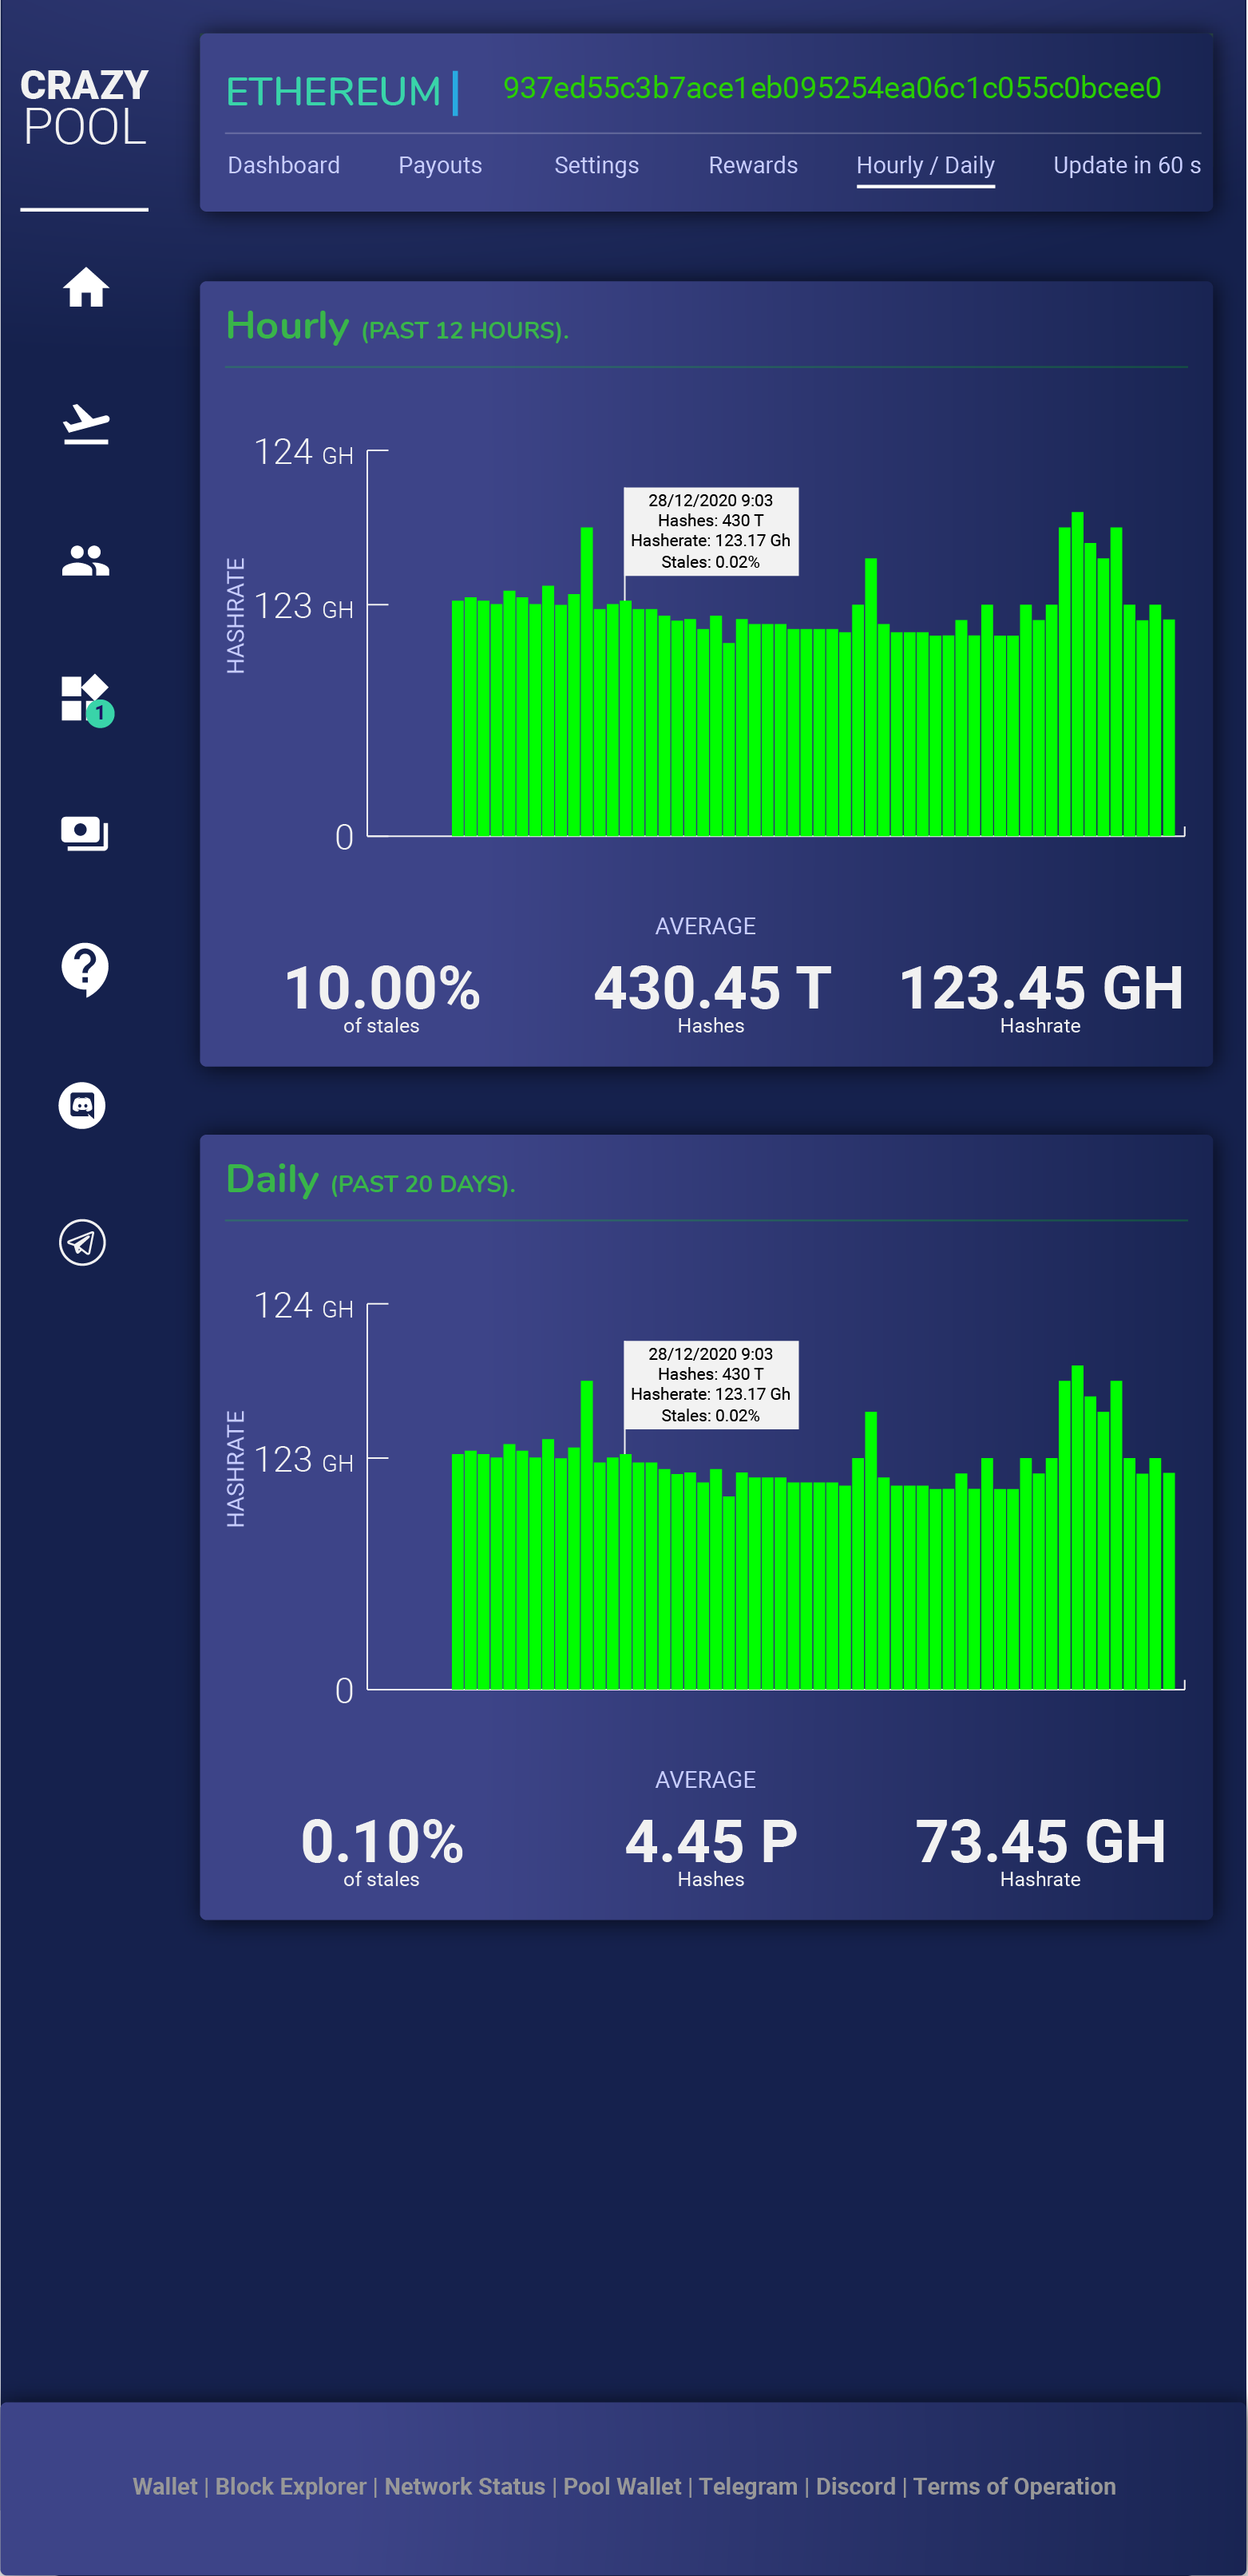 CRAZY
POOL
ETHEREUM
937ed55c3b7ace1eb095254ea06c1c055c0bcee0
Dashboard Payouts Settings Rewards Hourly / Daily Update in 60 s
1
Hourly (PAST 12 HOURS).
HASHRATE
124 GH
123 GH
0
28/12/2020 9:03
Hashes: 430 T
Hasherate: 123.17 Gh
Stales: 0.02%
AVERAGE
10.00% 430.45 T 123.45 GH
of stales Hashes Hashrate
Daily (PAST 20 DAYS).
HASHRATE
124 GH
123 GH
0
28/12/2020 9:03
Hashes: 430 T
Hasherate: 123.17 Gh
Stales: 0.02%
AVERAGE
0.10% 4.45 P 73.45 GH
of stales Hashes Hashrate
Wallet | Block Explorer | Network Status | Pool Wallet | Telegram | Discord | Terms of Operation